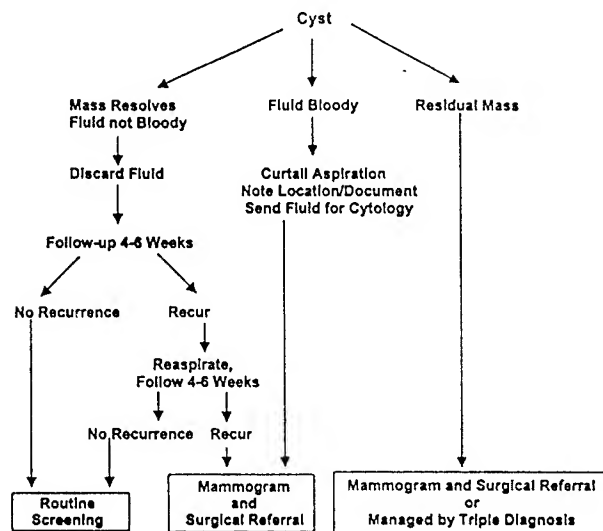 Cyst
Mass Resolves
Fluid not Bloody
Fluid Bloody
Residual Mass
Discard Fluid
Curtail Aspiration
Note Location/Document
Send Fluid for Cytology
Follow-up 4-6 Weeks
No Recurrence
Recur
Reaspirate,
Follow 4-6 Weeks
No Recurrence
Recur
Routine
Screening
Mammogram
and
Surgical Referral
Mammogram and Surgical Referral
or
Managed by Triple Diagnosis